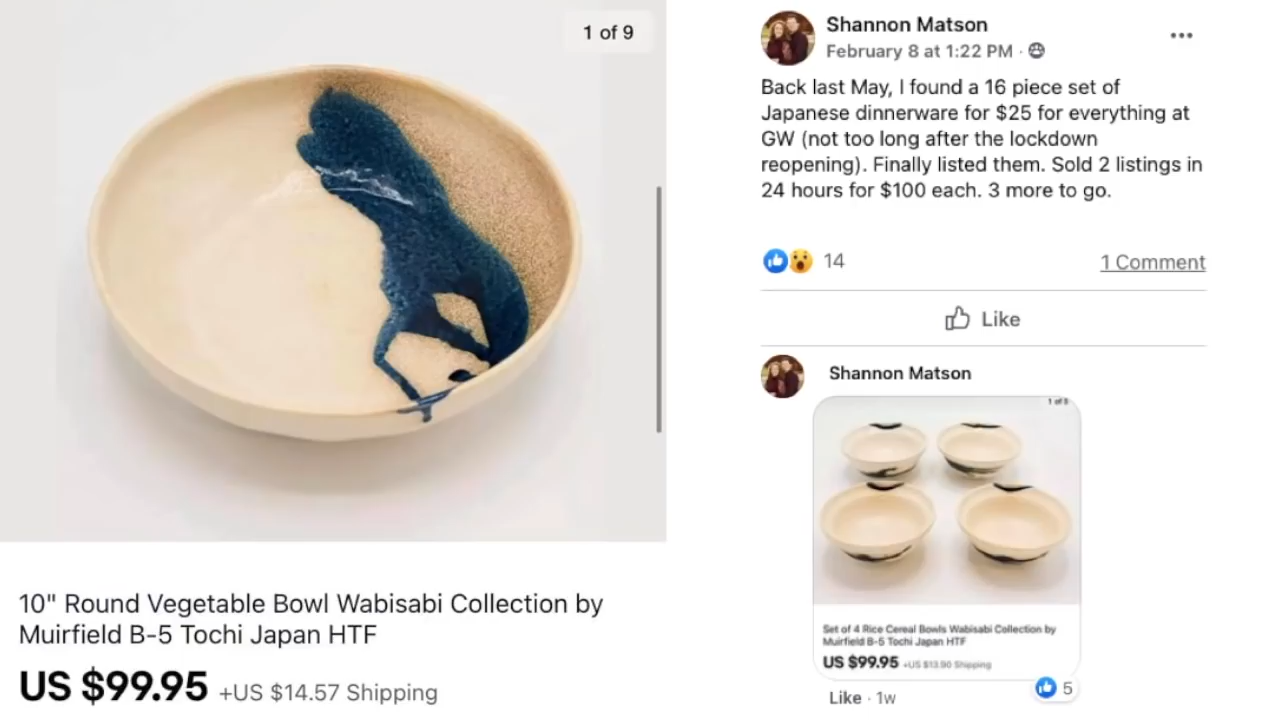 1 of 9
10" Round Vegetable Bowl Wabisabi Collection by
Muirfield B-5 Tochi Japan HTF
US $99.95 +US $14.57 Shipping
Shannon Matson
February 8 at 1:22 PM ·
Back last May, I found a 16 piece set of
Japanese dinnerware for $25 for everything at
GW (not too long after the lockdown
reopening). Finally listed them. Sold 2 listings in
24 hours for $100 each. 3 more to go.
14
1 Comment
Like
Shannon Matson
Set of 4 Rice Cereal Bowls Wabisabi Collection by
Muirfield B-5 Tochi Japan HTF
US $99.95 +US $13.90 Shipping
Like · 1w
5